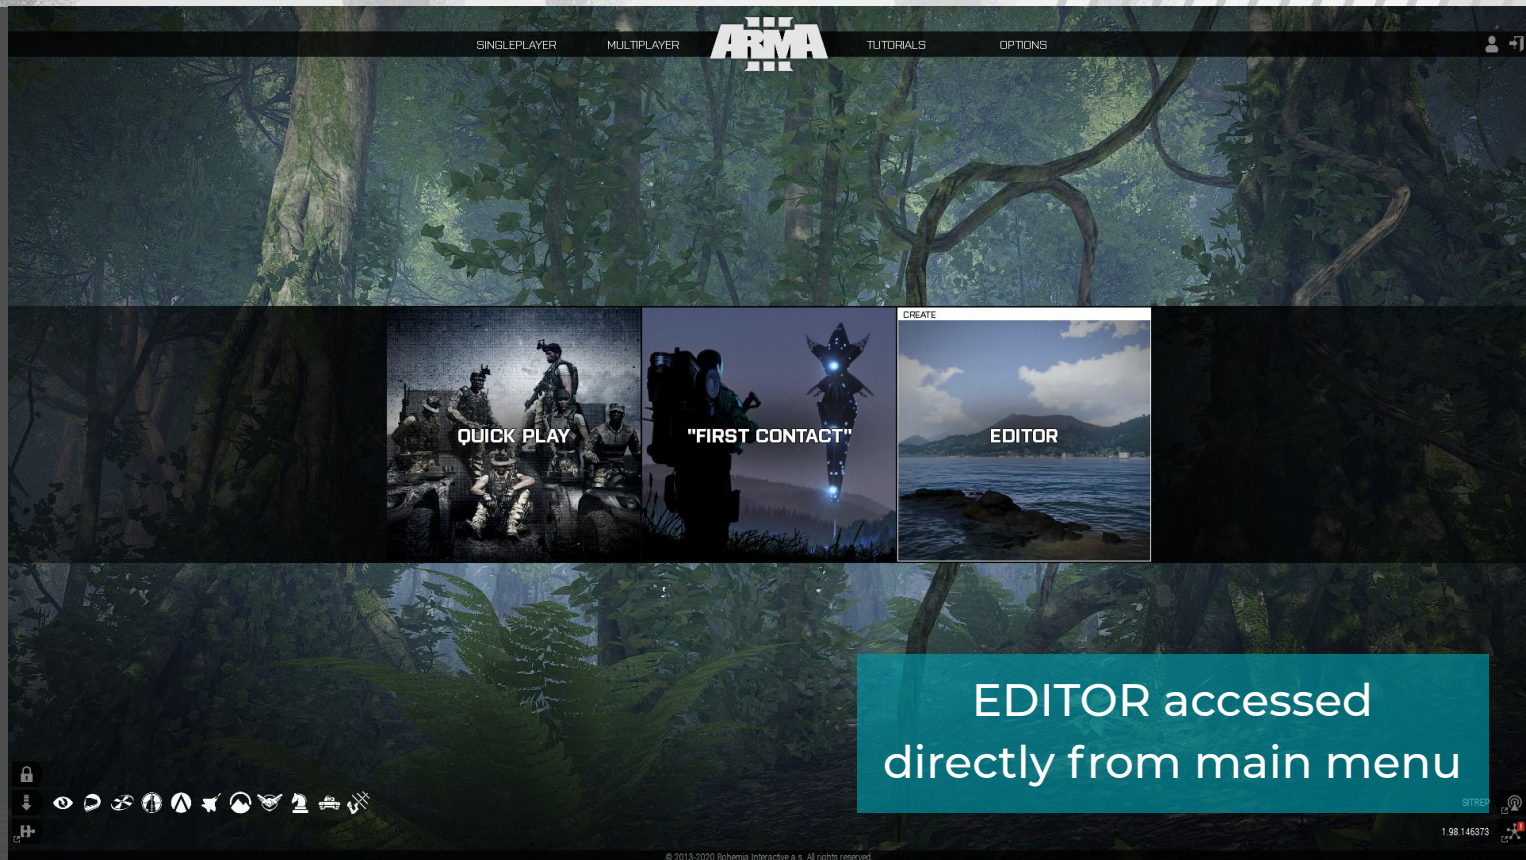 SINGLEPLAYER
MULTIPLAYER
ARMA
III
TUTORIALS
OPTIONS
QUICK PLAY
"FIRST CONTACT"
CREATE
EDITOR
EDITOR accessed
directly from main menu
SITREP
1.98.146373
© 2013-2020 Bohemia Interactive a.s. All rights reserved.